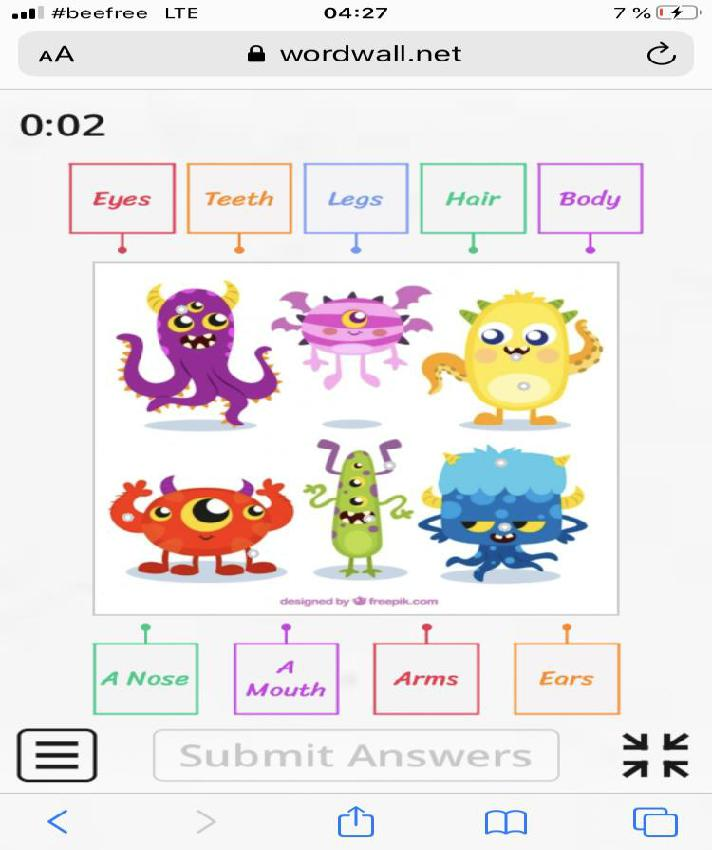 #beefree LTE 04:27 7 %
AA wordwall.net
0:02
Eyes Teeth Legs Hair Body
designed by freepik.com
A Nose A Mouth Arms Ears
Submit Answers